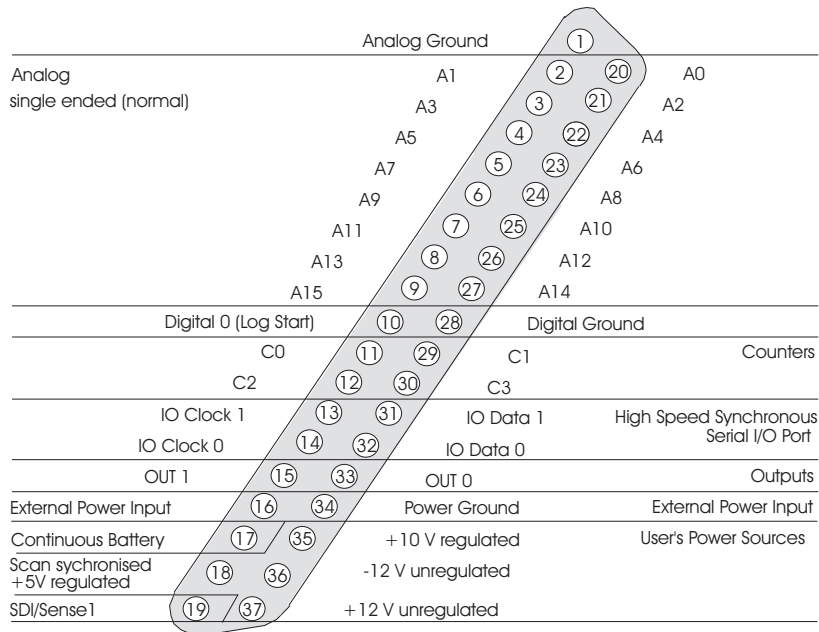 Analog Ground 1
Analog A1 2 20 A0
single ended (normal) A3 3 21 A2
A5 4 22 A4
A7 5 23 A6
A9 6 24 A8
A11 7 25 A10
A13 8 26 A12
A15 9 27 A14
Digital 0 (Log Start) 10 28 Digital Ground
C0 11 29 C1 Counters
C2 12 30 C3
IO Clock 1 13 31 IO Data 1 High Speed Synchronous
Serial I/O Port
IO Clock 0 14 32 IO Data 0
OUT 1 15 33 OUT 0 Outputs
External Power Input 16 34 Power Ground External Power Input
Continuous Battery 17 35 +10 V regulated User's Power Sources
Scan sychronised
+5V regulated 18 36 -12 V unregulated
SDI/Sense1 19 37 +12 V unregulated